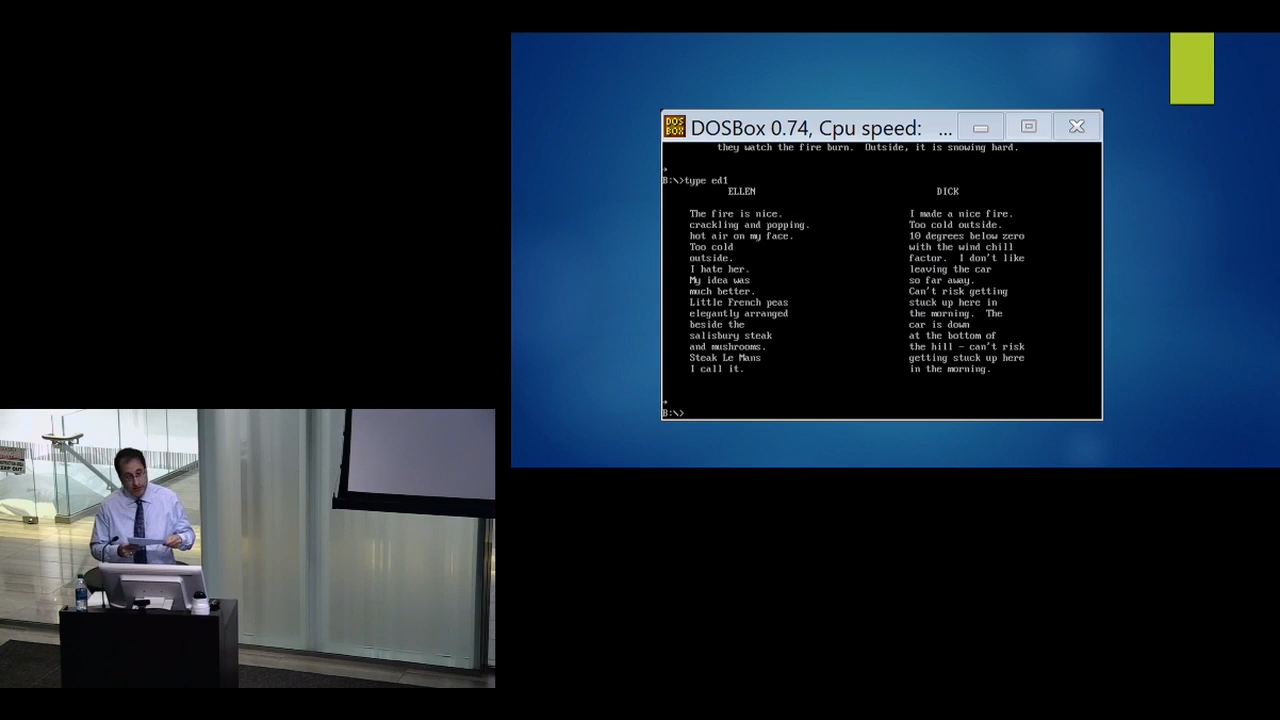 DOSBox 0.74, Cpu speed: ...
they watch the fire burn. Outside, it is snowing hard.
B:\>type ed1
ELLEN
The fire is nice.
crackling and popping.
hot air on my face.
Too cold
outside.
I hate her.
My idea was
much better.
Little French peas
elegantly arranged
beside the
salisbury steak
and mushrooms.
Steak Le Mans
I call it.
DICK
I made a nice fire.
Too cold outside.
10 degrees below zero
with the wind chill
factor. I don't like
leaving the car
so far away.
Can't risk getting
stuck up here in
the morning. The
car is down
at the bottom of
the hill - can't risk
getting stuck up here
in the morning.
B:\>
KEEP OUT